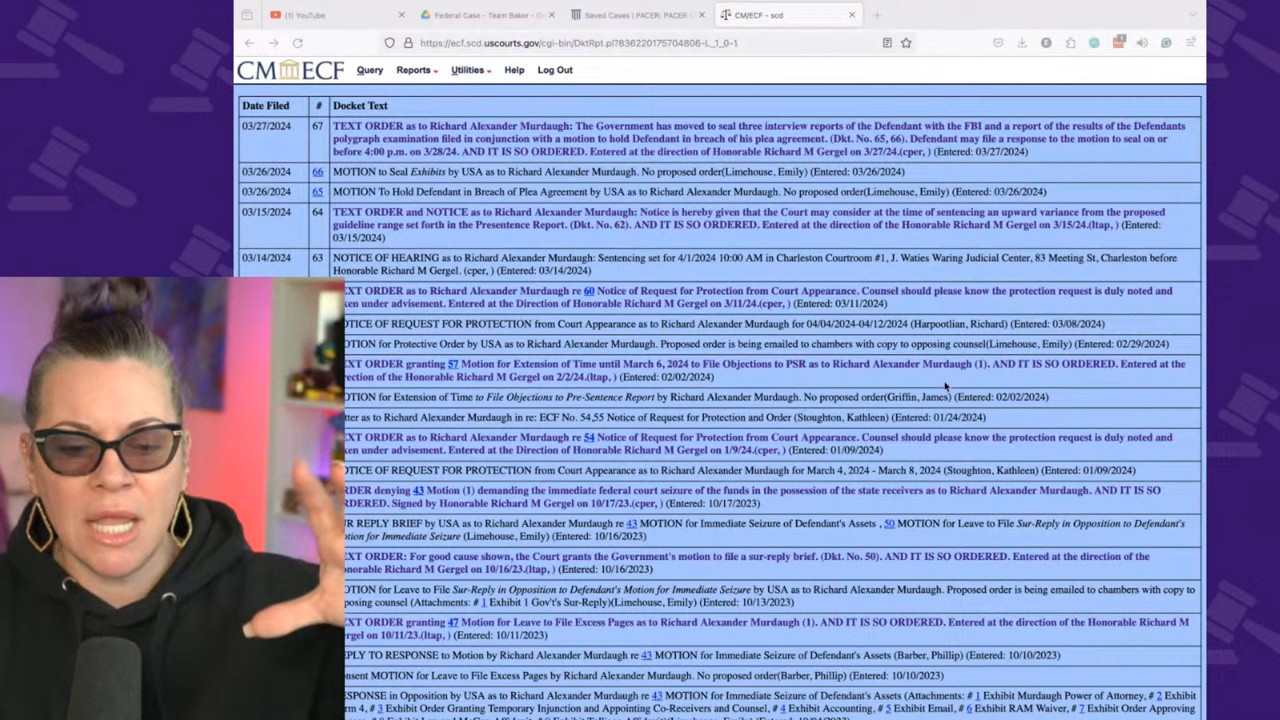 (1) YouTube
Federal Case - Team Baker - G
Saved Cases | PACER: PACER
CM/ECF - scd
https://ecf.scd.uscourts.gov/cgi-bin/DktRpt.pl?836220175704806-L_1_0-1
CM ECF Query Reports Utilities Help Log Out
Date Filed # Docket Text
03/27/2024 67 TEXT ORDER as to Richard Alexander Murdaugh: The Government has moved to seal three interview reports of the Defendant with the FBI and a report of the results of the Defendants
polygraph examination filed in conjunction with a motion to hold Defendant in breach of his plea agreement. (Dkt. No. 65, 66). Defendant may file a response to the motion to seal on or
before 4:00 p.m. on 3/28/24. AND IT IS SO ORDERED. Entered at the direction of Honorable Richard M Gergel on 3/27/24.(cper, ) (Entered: 03/27/2024)
03/26/2024 66 MOTION to Seal Exhibits by USA as to Richard Alexander Murdaugh. No proposed order(Limehouse, Emily) (Entered: 03/26/2024)
03/26/2024 65 MOTION To Hold Defendant in Breach of Plea Agreement by USA as to Richard Alexander Murdaugh. No proposed order(Limehouse, Emily) (Entered: 03/26/2024)
03/15/2024 64 TEXT ORDER and NOTICE as to Richard Alexander Murdaugh: Notice is hereby given that the Court may consider at the time of sentencing an upward variance from the proposed
guideline range set forth in the Presentence Report. (Dkt. No. 62). AND IT IS SO ORDERED. Entered at the direction of the Honorable Richard M Gergel on 3/15/24.(ltap, ) (Entered:
03/15/2024)
03/14/2024 63 NOTICE OF HEARING as to Richard Alexander Murdaugh: Sentencing set for 4/1/2024 10:00 AM in Charleston Courtroom #1, J. Waties Waring Judicial Center, 83 Meeting St, Charleston before
Honorable Richard M Gergel. (cper, ) (Entered: 03/14/2024)
EXT ORDER as to Richard Alexander Murdaugh re 60 Notice of Request for Protection from Court Appearance. Counsel should please know the protection request is duly noted and
ken under advisement. Entered at the Direction of Honorable Richard M Gergel on 3/11/24.(cper, ) (Entered: 03/11/2024)
OTICE OF REQUEST FOR PROTECTION from Court Appearance as to Richard Alexander Murdaugh for 04/04/2024-04/12/2024 (Harpootlian, Richard) (Entered: 03/08/2024)
OTION for Protective Order by USA as to Richard Alexander Murdaugh. Proposed order is being emailed to chambers with copy to opposing counsel(Limehouse, Emily) (Entered: 02/29/2024)
EXT ORDER granting 57 Motion for Extension of Time until March 6, 2024 to File Objections to PSR as to Richard Alexander Murdaugh (1). AND IT IS SO ORDERED. Entered at the
rection of the Honorable Richard M Gergel on 2/2/24.(ltap, ) (Entered: 02/02/2024)
OTION for Extension of Time to File Objections to Pre-Sentence Report by Richard Alexander Murdaugh. No proposed order(Griffin, James) (Entered: 02/02/2024)
tter as to Richard Alexander Murdaugh in re: ECF No. 54,55 Notice of Request for Protection and Order (Stoughton, Kathleen) (Entered: 01/24/2024)
EXT ORDER as to Richard Alexander Murdaugh re 54 Notice of Request for Protection from Court Appearance. Counsel should please know the protection request is duly noted and
ken under advisement. Entered at the Direction of Honorable Richard M Gergel on 1/9/24.(cper, ) (Entered: 01/09/2024)
OTICE OF REQUEST FOR PROTECTION from Court Appearance as to Richard Alexander Murdaugh for March 4, 2024 - March 8, 2024 (Stoughton, Kathleen) (Entered: 01/09/2024)
RDER denying 43 Motion (1) demanding the immediate federal court seizure of the funds in the possession of the state receivers as to Richard Alexander Murdaugh. AND IT IS SO
RDERED. Signed by Honorable Richard M Gergel on 10/17/23.(cper, ) (Entered: 10/17/2023)
UR REPLY BRIEF by USA as to Richard Alexander Murdaugh re 43 MOTION for Immediate Seizure of Defendant's Assets , 50 MOTION for Leave to File Sur-Reply in Opposition to Defendant's
otion for Immediate Seizure (Limehouse, Emily) (Entered: 10/16/2023)
EXT ORDER: For good cause shown, the Court grants the Government's motion to file a sur-reply brief. (Dkt. No. 50). AND IT IS SO ORDERED. Entered at the direction of the
onorable Richard M Gergel on 10/16/23.(ltap, ) (Entered: 10/16/2023)
OTION for Leave to File Sur-Reply in Opposition to Defendant's Motion for Immediate Seizure by USA as to Richard Alexander Murdaugh. Proposed order is being emailed to chambers with copy to
posing counsel (Attachments: # 1 Exhibit 1 Gov't's Sur-Reply)(Limehouse, Emily) (Entered: 10/13/2023)
EXT ORDER granting 47 Motion for Leave to File Excess Pages as to Richard Alexander Murdaugh (1). AND IT IS SO ORDERED. Entered at the direction of the Honorable Richard M
ergel on 10/11/23.(ltap, ) (Entered: 10/11/2023)
EPLY TO RESPONSE to Motion by Richard Alexander Murdaugh re 43 MOTION for Immediate Seizure of Defendant's Assets (Barber, Phillip) (Entered: 10/10/2023)
onsent MOTION for Leave to File Excess Pages by Richard Alexander Murdaugh. No proposed order(Barber, Phillip) (Entered: 10/10/2023)
ESPONSE in Opposition by USA as to Richard Alexander Murdaugh re 43 MOTION for Immediate Seizure of Defendant's Assets (Attachments: # 1 Exhibit Murdaugh Power of Attorney, # 2 Exhibit
rm 4, # 3 Exhibit Order Granting Temporary Injunction and Appointing Co-Receivers and Counsel, # 4 Exhibit Accounting, # 5 Exhibit Email, # 6 Exhibit RAM Waiver, # 7 Exhibit Order Approving